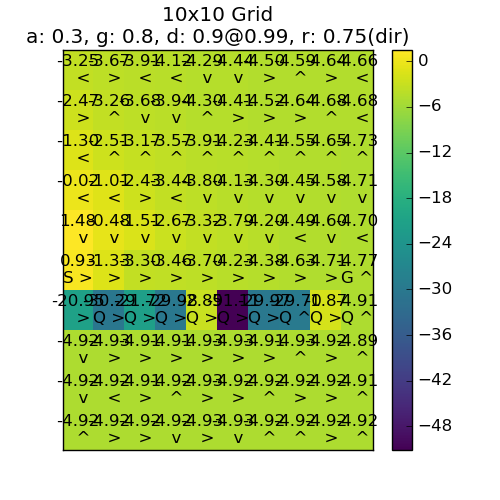 10x10 Grid
a: 0.3, g: 0.8, d: 0.9@0.99, r: 0.75(dir)
-3.25 -3.67 -3.91 -4.12 -4.29 -4.44 -4.50 -4.59 -4.64 -4.66
< > < < v v > ^ > <
-2.47 -3.26 -3.68 -3.94 -4.30 -4.41 -4.52 -4.64 -4.68 -4.68
> ^ v v ^ > > > ^ <
-1.30 -2.51 -3.17 -3.57 -3.91 -4.23 -4.41 -4.55 -4.65 -4.73
< ^ ^ ^ ^ ^ ^ ^ ^ ^
-0.02 -1.01 -2.43 -3.44 -3.80 -4.13 -4.30 -4.45 -4.58 -4.71
< < > < v v v v v v
1.48 -0.48 -1.51 -2.67 -3.32 -3.79 -4.20 -4.49 -4.60 -4.70
v v v v v v v < v <
0.93 -1.33 -3.30 -3.46 -3.70 -4.23 -4.38 -4.63 -4.71 -4.77
S > > > > > > > > > G ^
-20.95 -4.91
> Q > Q > Q > Q > Q > Q > Q > Q ^
-4.92 -4.94 -4.91 -4.91 -4.93 -4.93 -4.91 -4.93 -4.92 -4.89
v > > > > > > ^ > ^
-4.92 -4.92 -4.91 -4.92 -4.93 -4.93 -4.92 -4.92 -4.92 -4.91
v < > ^ > > > > > ^
-4.92 -4.92 -4.92 -4.92 -4.93 -4.92 -4.92 -4.92 -4.92 -4.92
^ > > v > v ^ ^ > ^
0
−6
−12
−18
−24
−30
−36
−42
−48